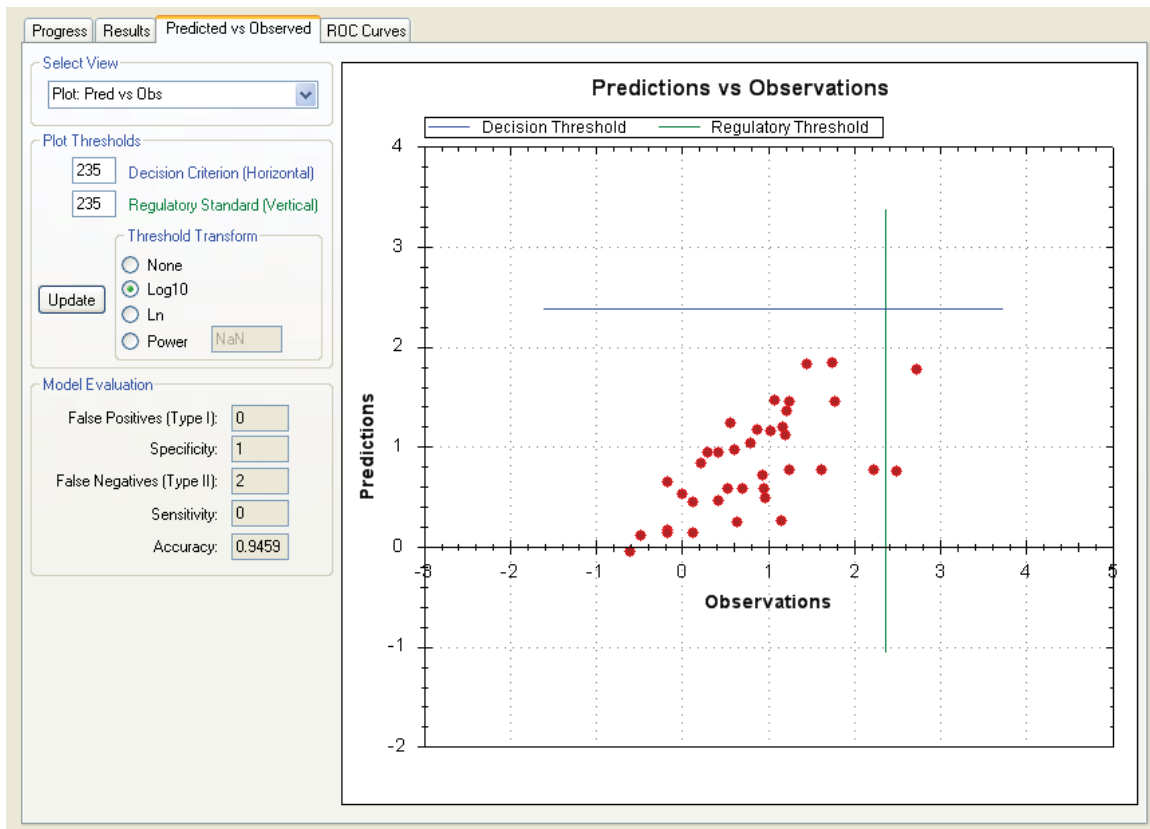 Progress Results Predicted vs Observed ROC Curves
Select View
Plot: Pred vs Obs
Plot Thresholds
235 Decision Criterion (Horizontal)
235 Regulatory Standard (Vertical)
Threshold Transform
None
Log10
Ln
Power NaN
Update
Model Evaluation
False Positives (Type I): 0
Specificity: 1
False Negatives (Type II): 2
Sensitivity: 0
Accuracy: 0.9459
Predictions vs Observations
Decision Threshold Regulatory Threshold
4
3
2
1
0
-1
-2
Predictions
-3 -2 -1 0 1 2 3 4 5
Observations